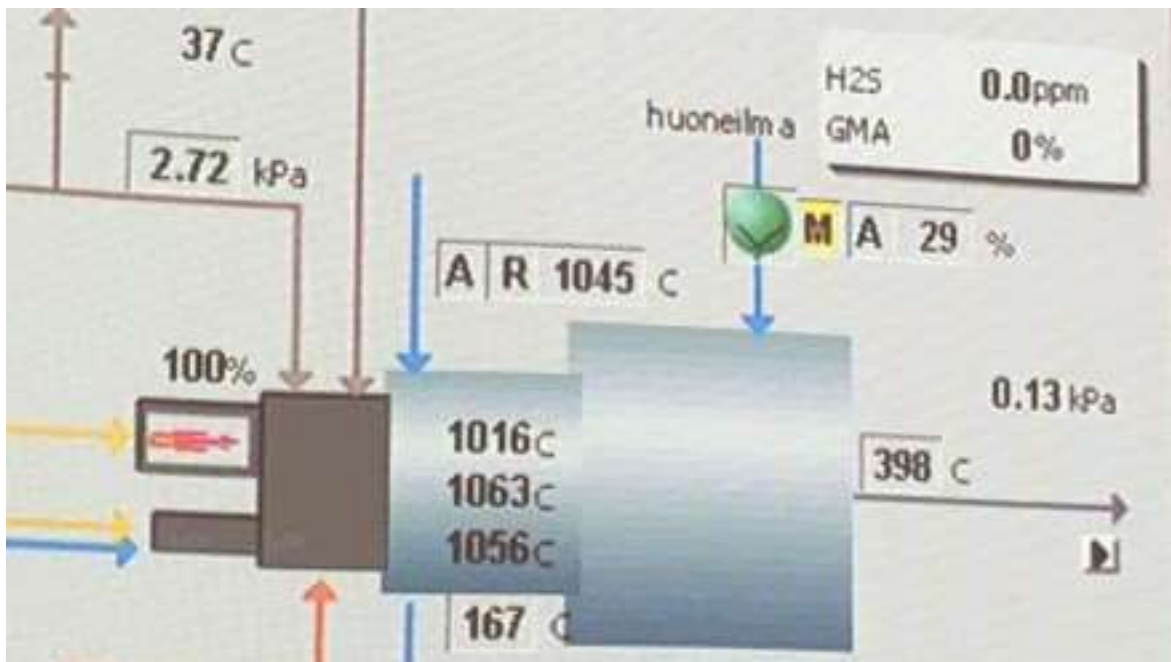 37 C
H2S 0.0ppm
huoneilma GMA 0%
2.72 kPa
M A 29 %
A R 1045 C
100%
0.13 kPa
1016 C
398 C
1063 C
1056 C
167 C